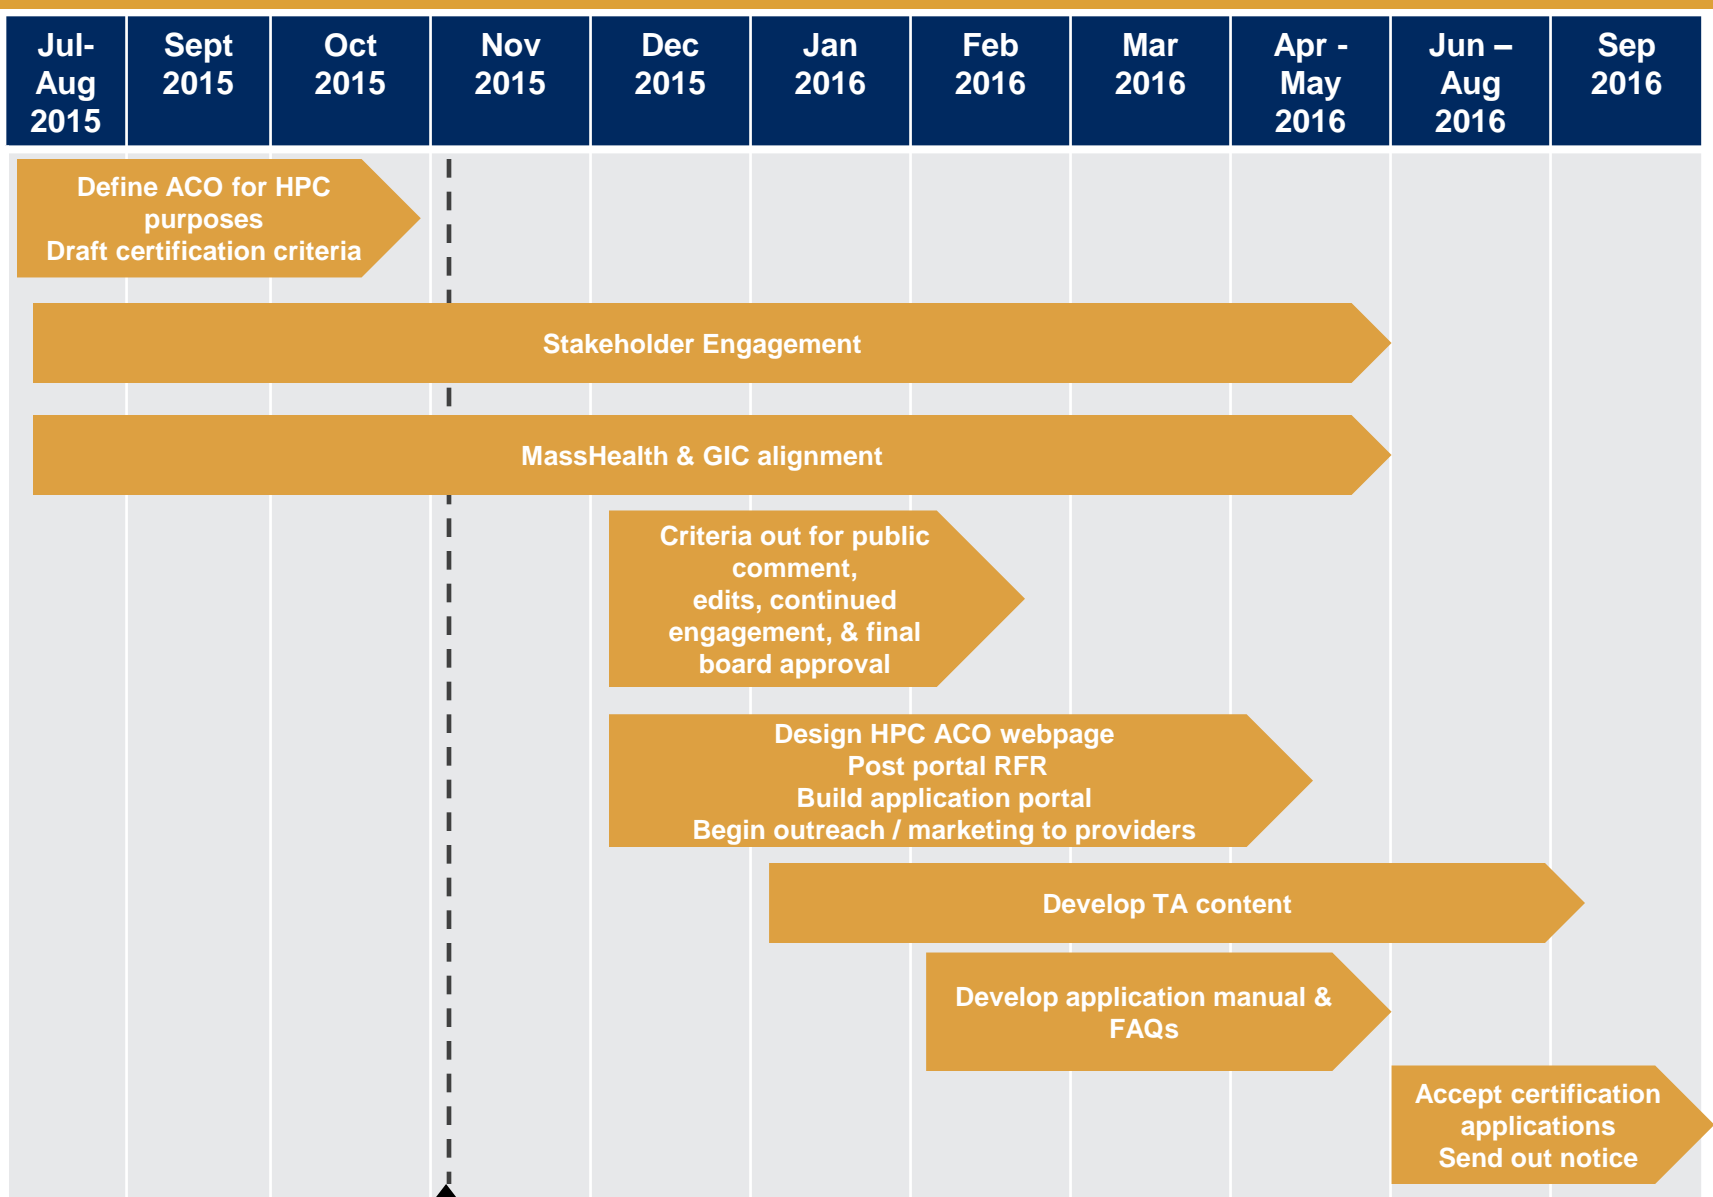 Jul-
Aug
2015
Sept
2015
Oct
2015
Nov
2015
Dec
2015
Jan
2016
Feb
2016
Mar
2016
Apr -
May
2016
Jun –
Aug
2016
Sep
2016
Define ACO for HPC
purposes
Draft certification criteria
Stakeholder Engagement
MassHealth & GIC alignment
Criteria out for public
comment,
edits, continued
engagement, & final
board approval
Design HPC ACO webpage
Post portal RFR
Build application portal
Begin outreach / marketing to providers
Develop TA content
Develop application manual &
FAQs
Accept certification
applications
Send out notice